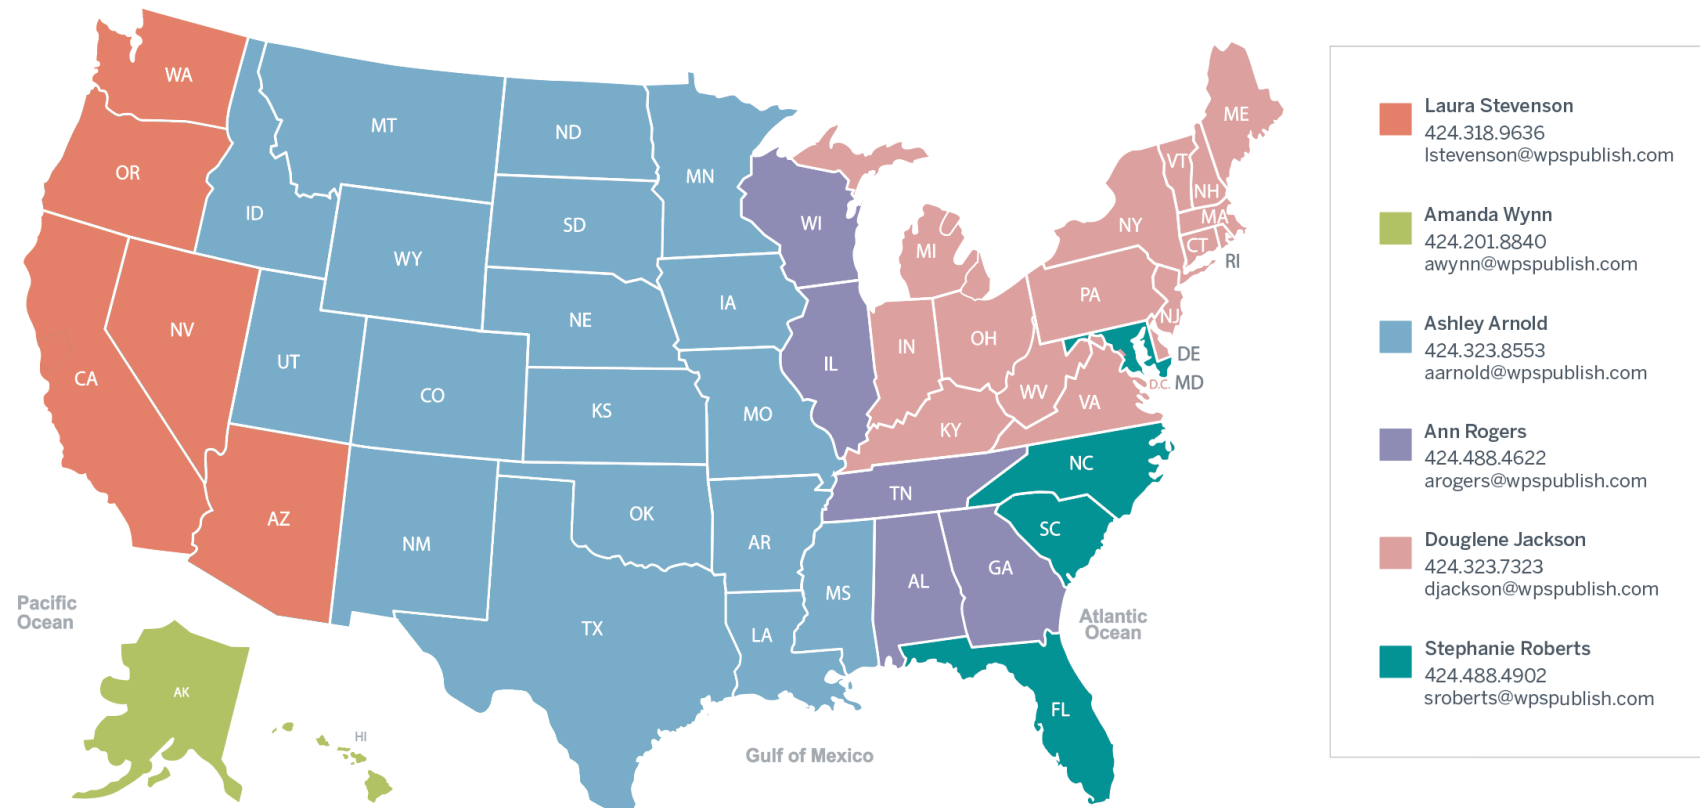 WA
OR
CA
NV
AZ
ID
MT
WY
UT
CO
NM
ND
SD
NE
KS
OK
TX
MN
IA
MO
AR
LA
MS
WI
IL
TN
AL
GA
MI
IN
OH
KY
WV
VA
PA
NY
VT
NH
ME
MA
CT
RI
NJ
DE
MD
D.C.
NC
SC
FL
AK
HI
Pacific
Ocean
Atlantic
Ocean
Gulf of Mexico
Laura Stevenson
424.318.9636
lstevenson@wpspublish.com
Amanda Wynn
424.201.8840
awynn@wpspublish.com
Ashley Arnold
424.323.8553
aarnold@wpspublish.com
Ann Rogers
424.488.4622
arogers@wpspublish.com
Douglene Jackson
424.323.7323
djackson@wpspublish.com
Stephanie Roberts
424.488.4902
sroberts@wpspublish.com